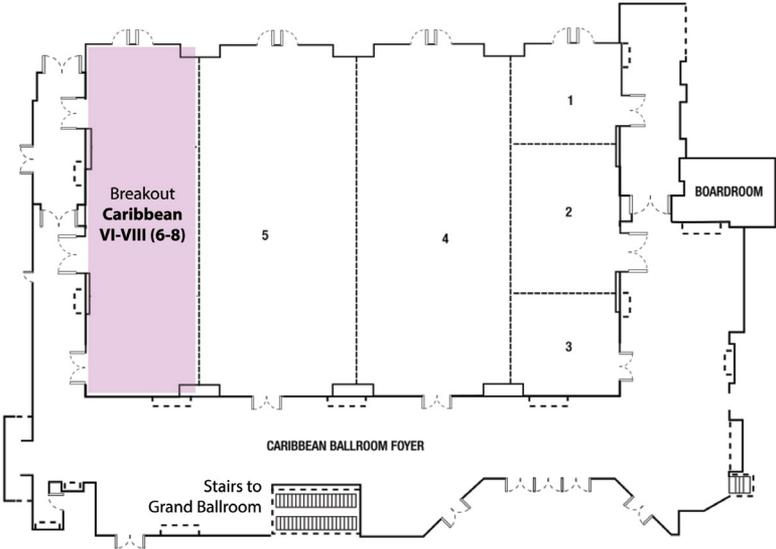 1
BOARDROOM
Breakout
Caribbean
VI-VIII (6-8)
2
5
4
3
CARIBBEAN BALLROOM FOYER
Stairs to
Grand Ballroom